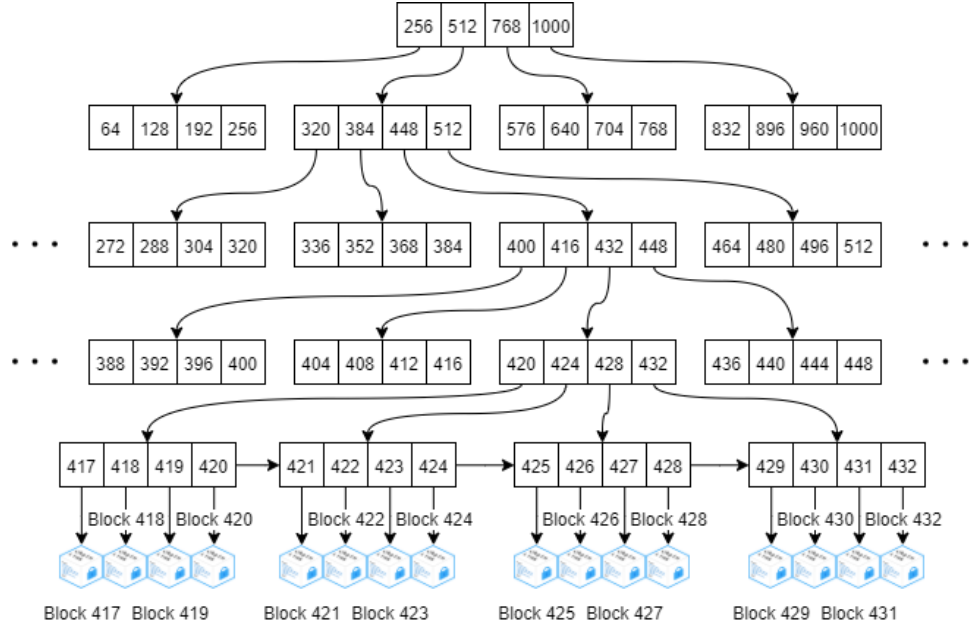 256 512 768 1000
64 128 192 256 320 384 448 512 576 640 704 768 832 896 960 1000
• • • 272 288 304 320 336 352 368 384 400 416 432 448 464 480 496 512 • • •
• • • 388 392 396 400 404 408 412 416 420 424 428 432 436 440 444 448 • • •
417 418 419 420 421 422 423 424 425 426 427 428 429 430 431 432
Block 418 Block 420 Block 422 Block 424 Block 426 Block 428 Block 430 Block 432
Block 417 Block 419 Block 421 Block 423 Block 425 Block 427 Block 429 Block 431